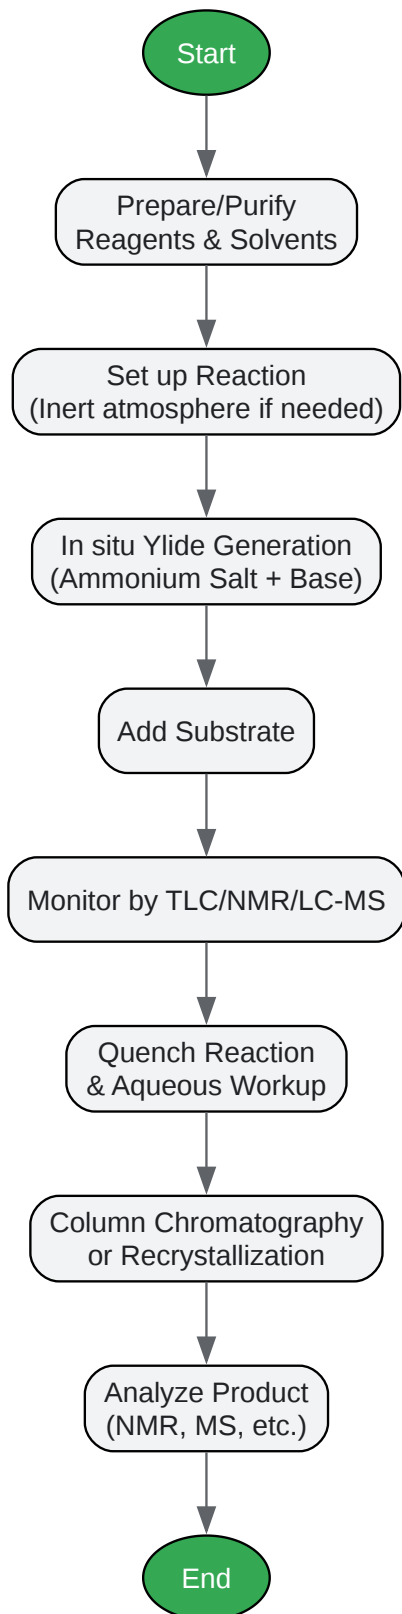 Start
Prepare/Purify
Reagents & Solvents
Set up Reaction
(Inert atmosphere if needed)
In situ Ylide Generation
(Ammonium Salt + Base)
Add Substrate
Monitor by TLC/NMR/LC-MS
Quench Reaction
& Aqueous Workup
Column Chromatography
or Recrystallization
Analyze Product
(NMR, MS, etc.)
End